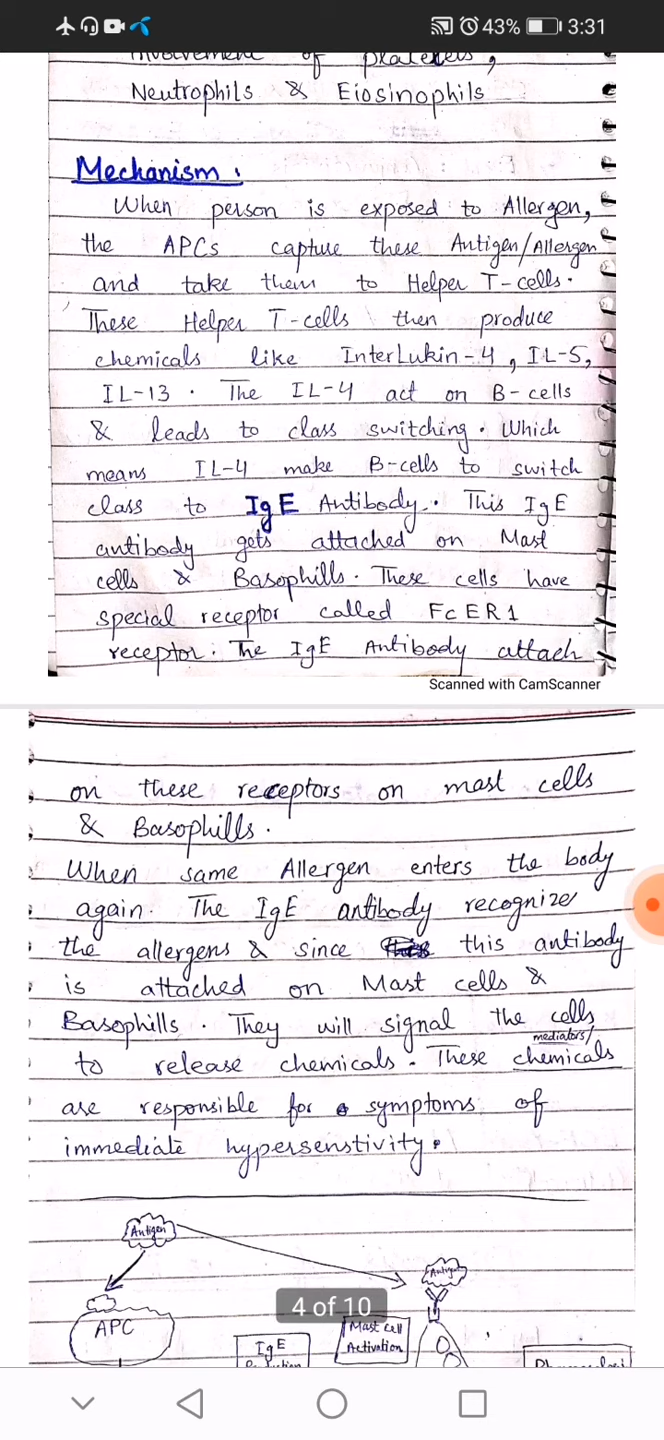 43% 3:31
Involvement of platelets,
Neutrophils & Eiosinophils
Mechanism:
When person is exposed to Allergen,
the APCs capture these Antigen/Allergen
and take them to Helper T-cells.
These Helper T-cells then produce
chemicals like InterLukin-4, IL-5,
IL-13. The IL-4 act on B-cells
& leads to class switching. Which
means IL-4 make B-cells to switch
class to IgE Antibody. This IgE
antibody gets attached on Mast
cells & Basophills. These cells have
special receptor called FcER1
receptor. The IgE Antibody attach
Scanned with CamScanner
on these receptors on mast cells
& Basophills.
When same Allergen enters the body
again. The IgE antibody recognize
the allergens & since this antibody
is attached on Mast cells &
Basophills. They will signal the cells
mediators/
to release chemicals. These chemicals
are responsible for symptoms of
immediate hypersenstivity.
Antigen
Antigen
4 of 10
APC
Mast Cell
Activation
IgE